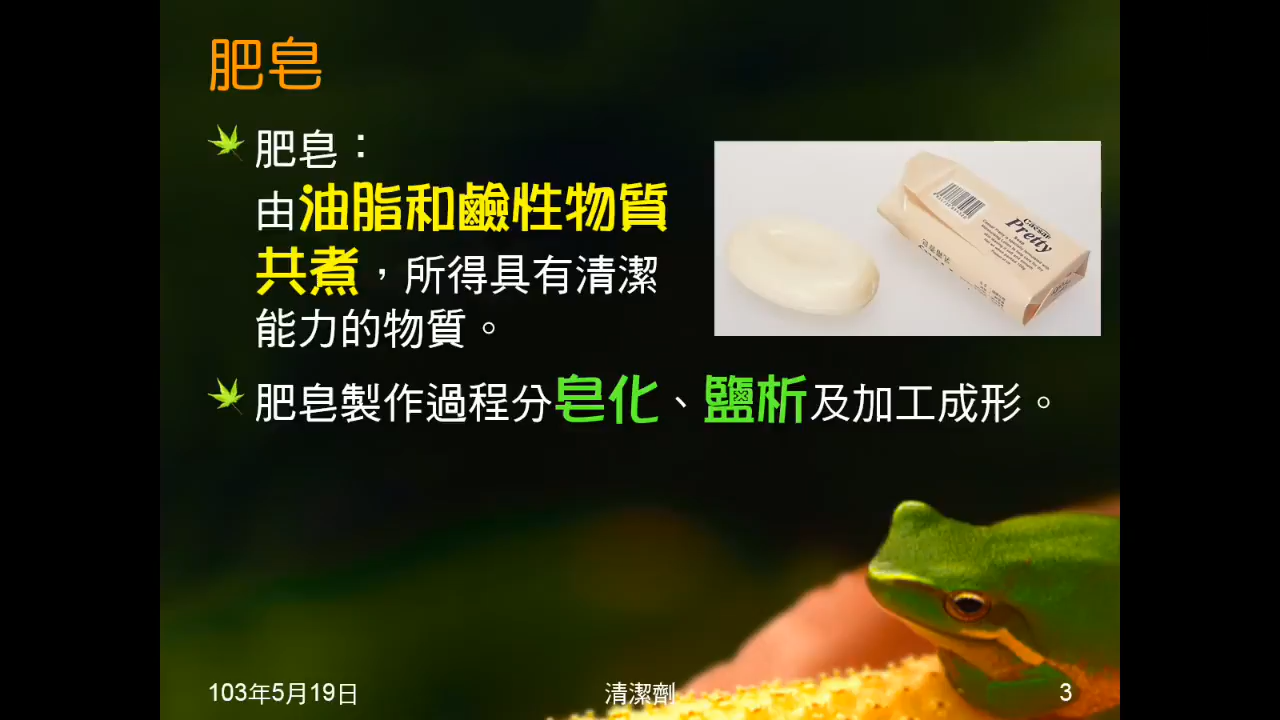 肥皂
肥皂：
由油脂和鹼性物質
共煮，所得具有清潔
能力的物質。
Caesar
Pretty
肥皂製作過程分皂化、鹽析及加工成形。
103年5月19日
清潔劑
3